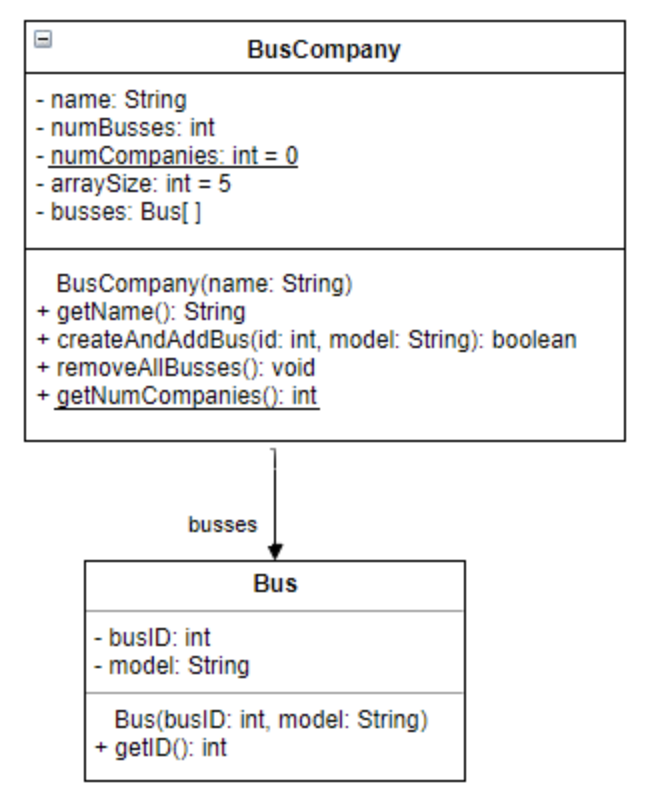 BusCompany
- name: String
- numBusses: int
- numCompanies: int = 0
- arraySize: int = 5
- busses: Bus[ ]
BusCompany(name: String)
+ getName(): String
+ createAndAddBus(id: int, model: String): boolean
+ removeAllBusses(): void
+ getNumCompanies(): int
busses
Bus
- busID: int
- model: String
Bus(busID: int, model: String)
+ getID(): int